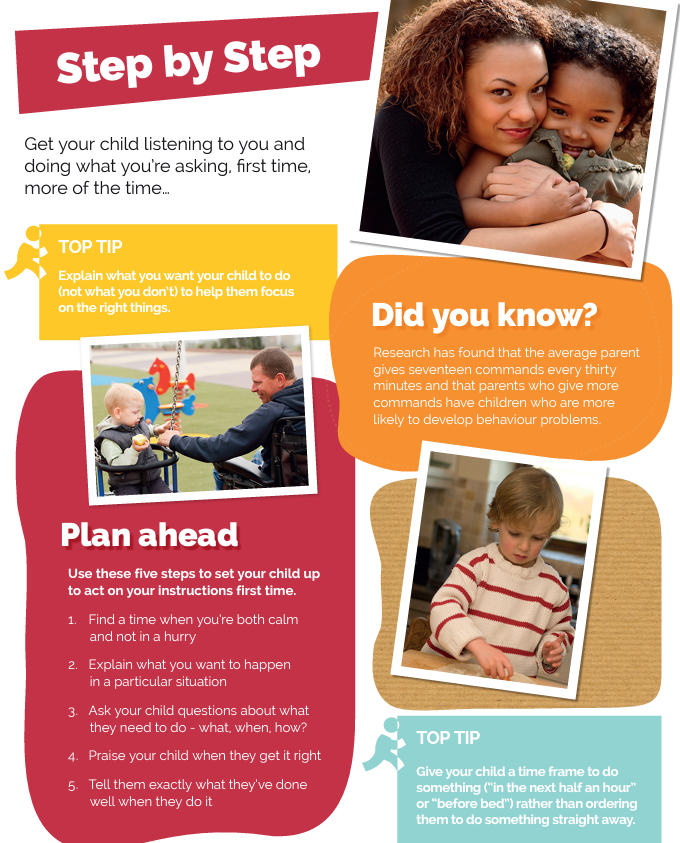 Step by Step
Get your child listening to you and
doing what you're asking, first time,
more of the time...
TOP TIP
Explain what you want your child to do
(not what you don't) to help them focus
on the right things.
Did you know?
Research has found that the average parent
gives seventeen commands every thirty
minutes and that parents who give more
commands have children who are more
likely to develop behaviour problems.
Plan ahead
Use these five steps to set your child up
to act on your instructions first time.
1. Find a time when you're both calm
and not in a hurry
2. Explain what you want to happen
in a particular situation
3. Ask your child questions about what
they need to do - what, when, how?
4. Praise your child when they get it right
5. Tell them exactly what they've done
well when they do it
TOP TIP
Give your child a time frame to do
something ("in the next half an hour"
or "before bed") rather than ordering
them to do something straight away.